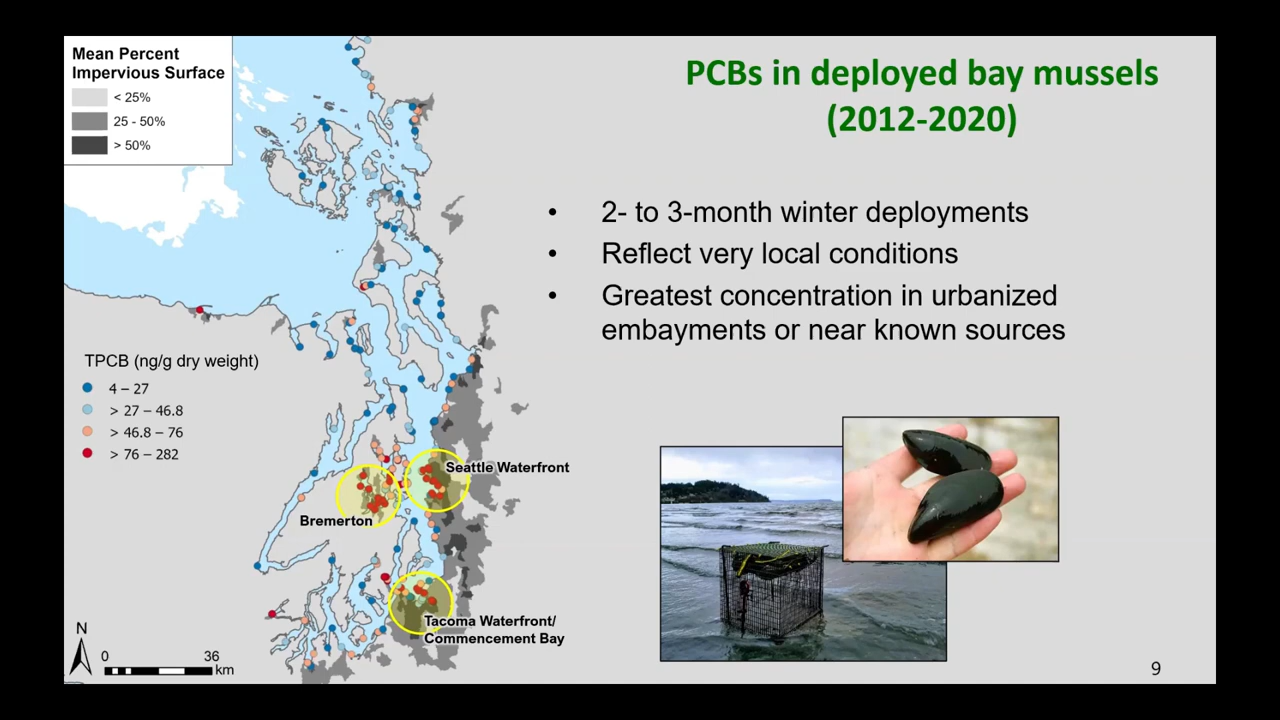 Mean Percent
Impervious Surface
< 25%
25 - 50%
> 50%
PCBs in deployed bay mussels
(2012-2020)
• 2- to 3-month winter deployments
• Reflect very local conditions
• Greatest concentration in urbanized
embayments or near known sources
TPCB (ng/g dry weight)
4 – 27
> 27 – 46.8
> 46.8 – 76
> 76 – 282
Seattle Waterfront
Bremerton
Tacoma Waterfront/
Commencement Bay
N
0 36
km
9